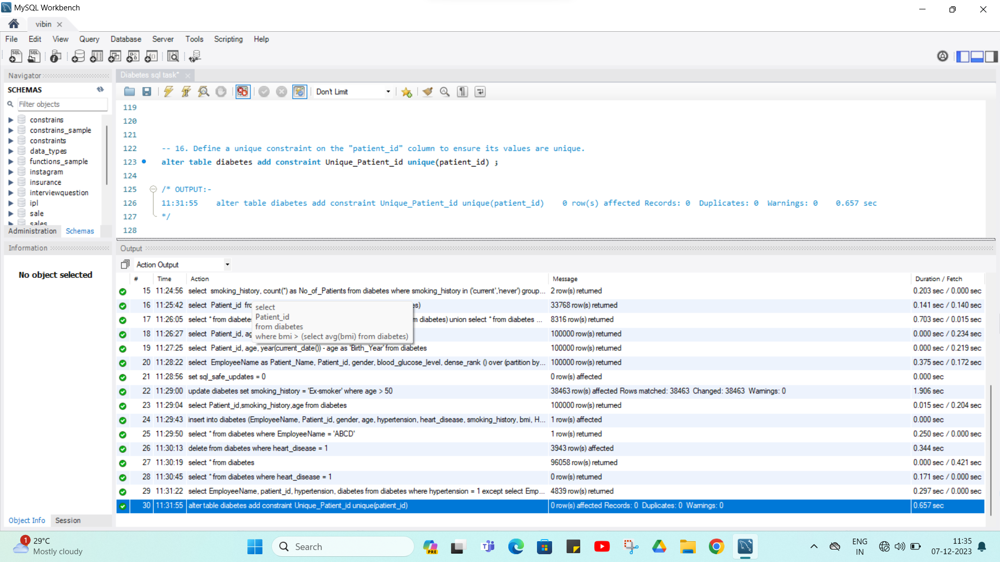 MySQL Workbench
vibin
File Edit View Query Database Server Tools Scripting Help
Navigator
SCHEMAS
Filter objects
constrains
constrains_sample
constraints
data_types
functions_sample
instagram
insurance
interviewquestion
ipl
sale
sales
Administration Schemas
Information
No object selected
Object Info Session
Diabetes sql task*
Don't Limit
119
120
121
122 -- 16. Define a unique constraint on the "patient_id" column to ensure its values are unique.
123 alter table diabetes add constraint Unique_Patient_id unique(patient_id) ;
124
125 /* OUTPUT:-
126 11:31:55 alter table diabetes add constraint Unique_Patient_id unique(patient_id) 0 row(s) affected Records: 0 Duplicates: 0 Warnings: 0 0.657 sec
127 */
128
Output
Action Output
# Time Action Message Duration / Fetch
15 11:24:56 select smoking_history, count(*) as No_of_Patients from diabetes where smoking_history in ('current','never') group... 2 row(s) returned 0.203 sec / 0.000 sec
16 11:25:42 select Patient_id es) 33768 row(s) returned 0.141 sec / 0.140 sec
17 11:26:05 select * from diabetes m diabetes) union select * from diabetes ... 8316 row(s) returned 0.703 sec / 0.015 sec
18 11:26:27 select Patient_id, 100000 row(s) returned 0.000 sec / 0.234 sec
select
Patient_id
from diabetes
where bmi > (select avg(bmi) from diabetes)
19 11:27:25 select Patient_id, age, year(current_date()) - age as 'Birth_Year' from diabetes 100000 row(s) returned 0.000 sec / 0.219 sec
20 11:28:22 select EmployeeName as Patient_Name, Patient_id, gender, blood_glucose_level, dense_rank () over (partition by... 100000 row(s) returned 0.375 sec / 0.172 sec
21 11:28:56 set sql_safe_updates = 0 0 row(s) affected 0.000 sec
22 11:29:00 update diabetes set smoking_history = 'Ex-smoker' where age > 50 38463 row(s) affected Rows matched: 38463 Changed: 38463 Warnings: 0 1.906 sec
23 11:29:04 select Patient_id,smoking_history,age from diabetes 100000 row(s) returned 0.015 sec / 0.204 sec
24 11:29:43 insert into diabetes (EmployeeName, Patient_id, gender, age, hypertension, heart_disease, smoking_history, bmi, H... 1 row(s) affected 0.000 sec
25 11:29:50 select * from diabetes where EmployeeName = 'ABCD' 1 row(s) returned 0.250 sec / 0.000 sec
26 11:30:13 delete from diabetes where heart_disease = 1 3943 row(s) affected 0.344 sec
27 11:30:19 select * from diabetes 96058 row(s) returned 0.000 sec / 0.421 sec
28 11:30:45 select * from diabetes where heart_disease = 1 0 row(s) returned 0.171 sec / 0.000 sec
29 11:31:22 select EmployeeName, patient_id, hypertension, diabetes from diabetes where hypertension = 1 except select Emp... 4839 row(s) returned 0.297 sec / 0.000 sec
30 11:31:55 alter table diabetes add constraint Unique_Patient_id unique(patient_id) 0 row(s) affected Records: 0 Duplicates: 0 Warnings: 0 0.657 sec
1 29°C
Mostly cloudy
Search
PRE
ENG
IN
11:35
07-12-2023